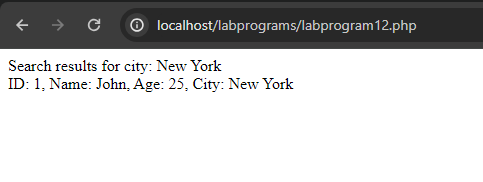 localhost/labprograms/labprogram12.php
Search results for city: New York
ID: 1, Name: John, Age: 25, City: New York